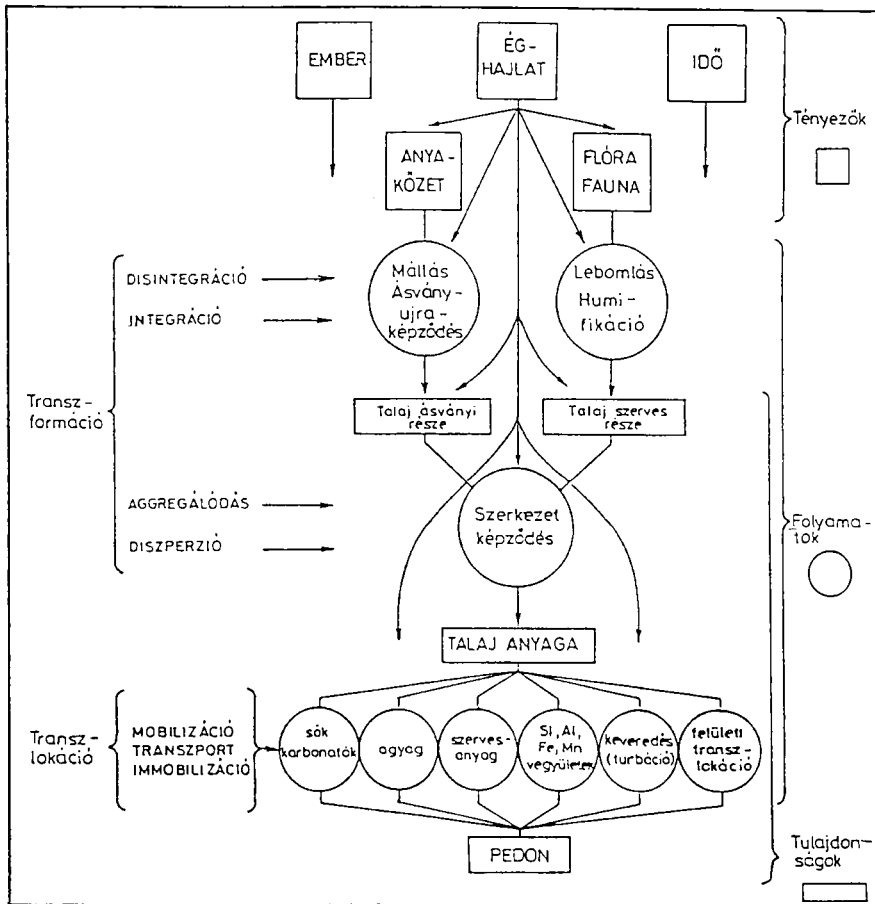 EMBER
ÉG-
HAJLAT
IDŐ
Tényezők
ANYA-
KŐZET
FLÓRA
FAUNA
Mállás
Ásvány-
ujra-
képződés
Lebomlás
Humi-
fikáció
DISINTEGRÁCIÓ
INTEGRÁCIÓ
Transz-
formáció
Talaj ásványi
része
Talaj szerves
része
AGGREGÁLÓDÁS
DISZPERZIÓ
Szerkezet
képződés
Folyama-
tok
TALAJ ANYAGA
Transz-
lokáció
MOBILIZÁCIÓ
TRANSZPORT
IMMOBILIZÁCIÓ
sók
karbonátok
agyag
szerves-
anyag
Si, Al,
Fe, Mn
vegyületek
keveredés
(turbáció)
felületi
transz-
lokáció
PEDON
Tulajdon-
ságok